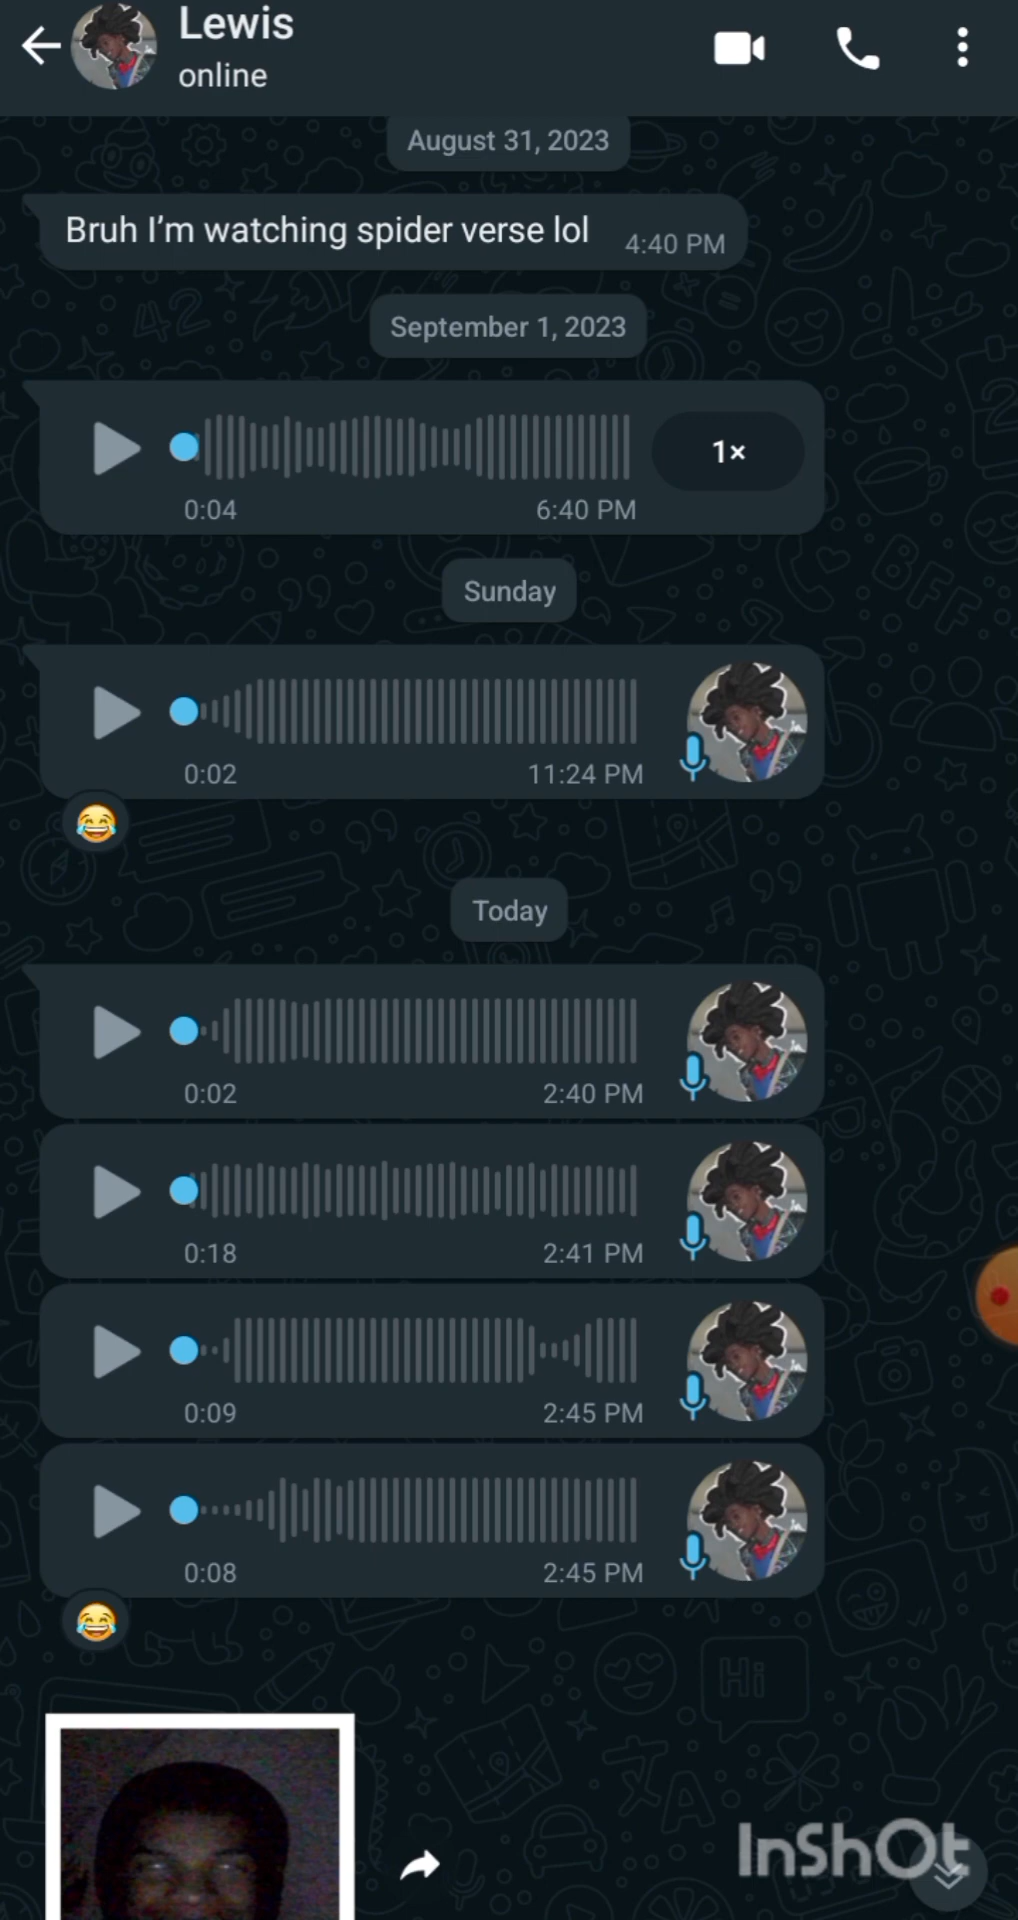 Lewis
online
August 31, 2023
Bruh I'm watching spider verse lol 4:40 PM
September 1, 2023
1×
0:04 6:40 PM
Sunday
0:02 11:24 PM
Today
0:02 2:40 PM
0:18 2:41 PM
0:09 2:45 PM
0:08 2:45 PM
InShOt